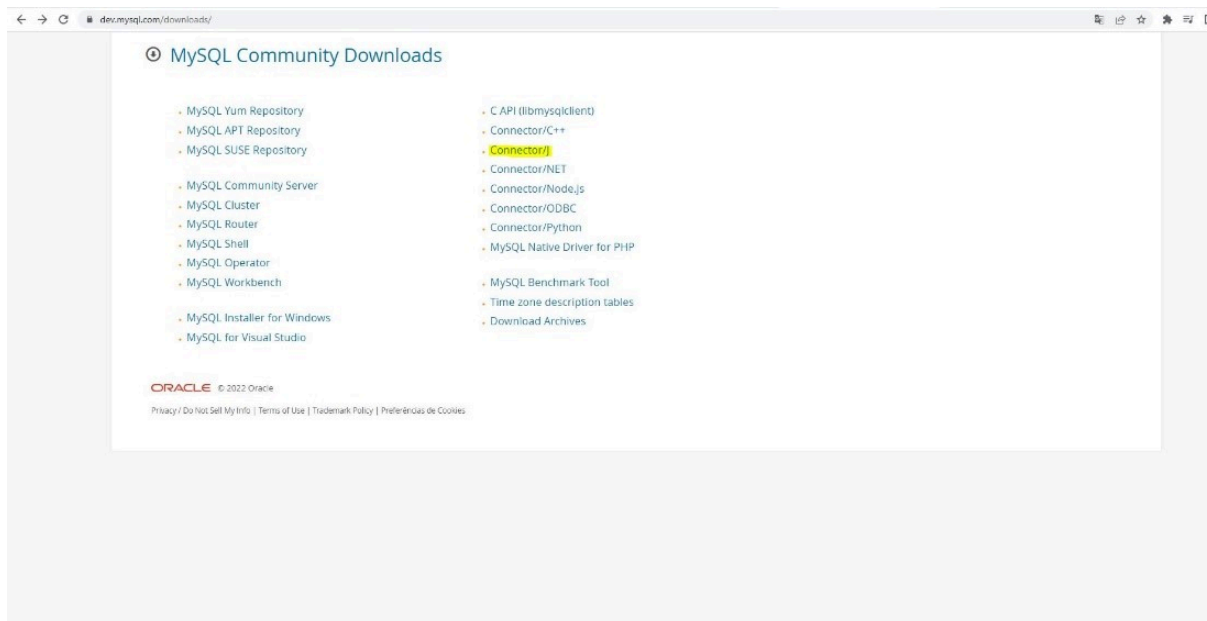 dev.mysql.com/downloads/
MySQL Community Downloads
MySQL Yum Repository
MySQL APT Repository
MySQL SUSE Repository
MySQL Community Server
MySQL Cluster
MySQL Router
MySQL Shell
MySQL Operator
MySQL Workbench
MySQL Installer for Windows
MySQL for Visual Studio
C API (libmysqlclient)
Connector/C++
Connector/J
Connector/NET
Connector/Node.js
Connector/ODBC
Connector/Python
MySQL Native Driver for PHP
MySQL Benchmark Tool
Time zone description tables
Download Archives
ORACLE © 2022 Oracle
Privacy / Do Not Sell My Info | Terms of Use | Trademark Policy | Preferências de Cookies